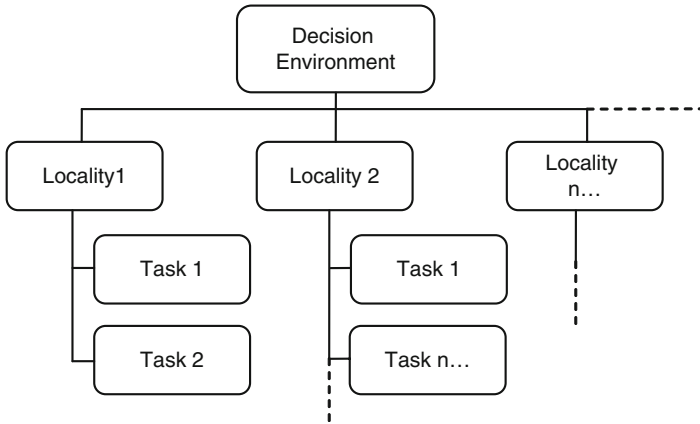 Decision
Environment
Locality1
Locality 2
Locality
n…
Task 1
Task 1
Task 2
Task n…